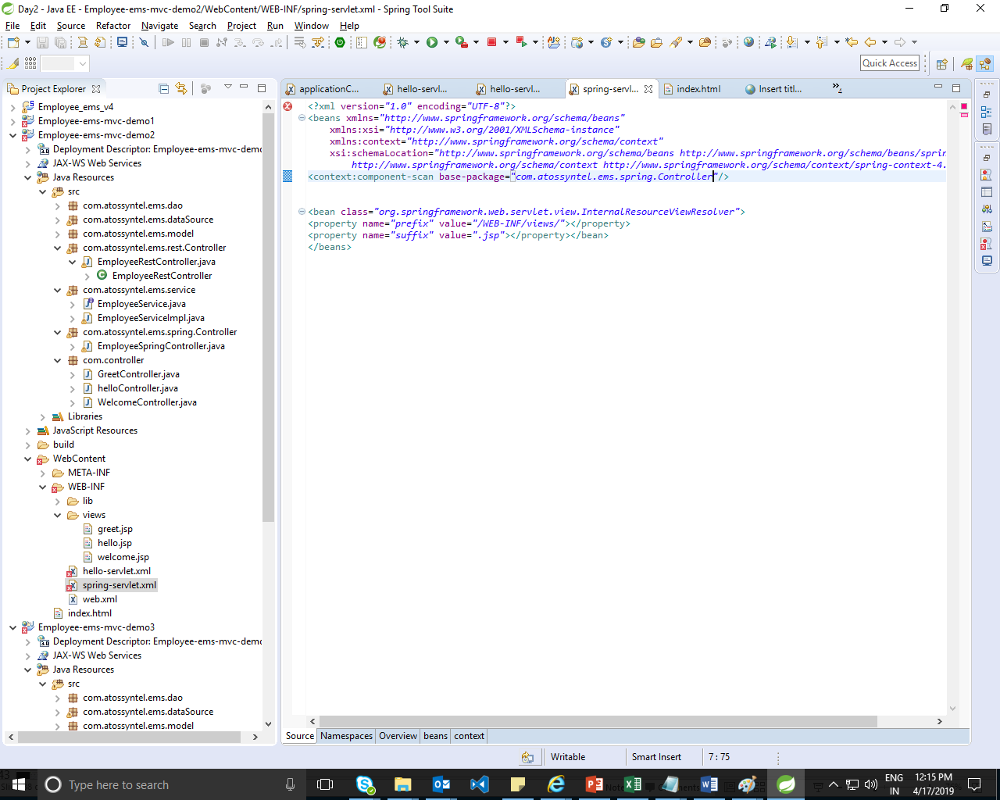 Day2 - Java EE - Employee-ems-mvc-demo2/WebContent/WEB-INF/spring-servlet.xml - Spring Tool Suite
File Edit Source Refactor Navigate Search Project Run Window Help
Quick Access
Project Explorer
applicationC...
hello-servl...
hello-servl...
spring-servl...
index.html
Insert titl...
4
Employee_ems_v4
Employee-ems-mvc-demo1
Employee-ems-mvc-demo2
Deployment Descriptor: Employee-ems-mvc-demo
JAX-WS Web Services
Java Resources
src
com.atossyntel.ems.dao
com.atossyntel.ems.dataSource
com.atossyntel.ems.model
com.atossyntel.ems.rest.Controller
EmployeeRestController.java
EmployeeRestController
com.atossyntel.ems.service
EmployeeService.java
EmployeeServiceImpl.java
com.atossyntel.ems.spring.Controller
EmployeeSpringController.java
com.controller
GreetController.java
helloController.java
WelcomeController.java
Libraries
JavaScript Resources
build
WebContent
META-INF
WEB-INF
lib
views
greet.jsp
hello.jsp
welcome.jsp
hello-servlet.xml
spring-servlet.xml
web.xml
index.html
Employee-ems-mvc-demo3
Deployment Descriptor: Employee-ems-mvc-demo
JAX-WS Web Services
Java Resources
src
com.atossyntel.ems.dao
com.atossyntel.ems.dataSource
com.atossyntel.ems.model
<?xml version="1.0" encoding="UTF-8"?>
<beans xmlns="http://www.springframework.org/schema/beans"
xmlns:xsi="http://www.w3.org/2001/XMLSchema-instance"
xmlns:context="http://www.springframework.org/schema/context"
xsi:schemaLocation="http://www.springframework.org/schema/beans http://www.springframework.org/schema/beans/sprin
http://www.springframework.org/schema/context http://www.springframework.org/schema/context/spring-context-4.
<context:component-scan base-package="com.atossyntel.ems.spring.Controller"/>
<bean class="org.springframework.web.servlet.view.InternalResourceViewResolver">
<property name="prefix" value="/WEB-INF/views/"></property>
<property name="suffix" value=".jsp"></property></bean>
</beans>
Source Namespaces Overview beans context
Writable Smart Insert 7 : 75
Type here to search
ENG
IN
12:15 PM
4/17/2019